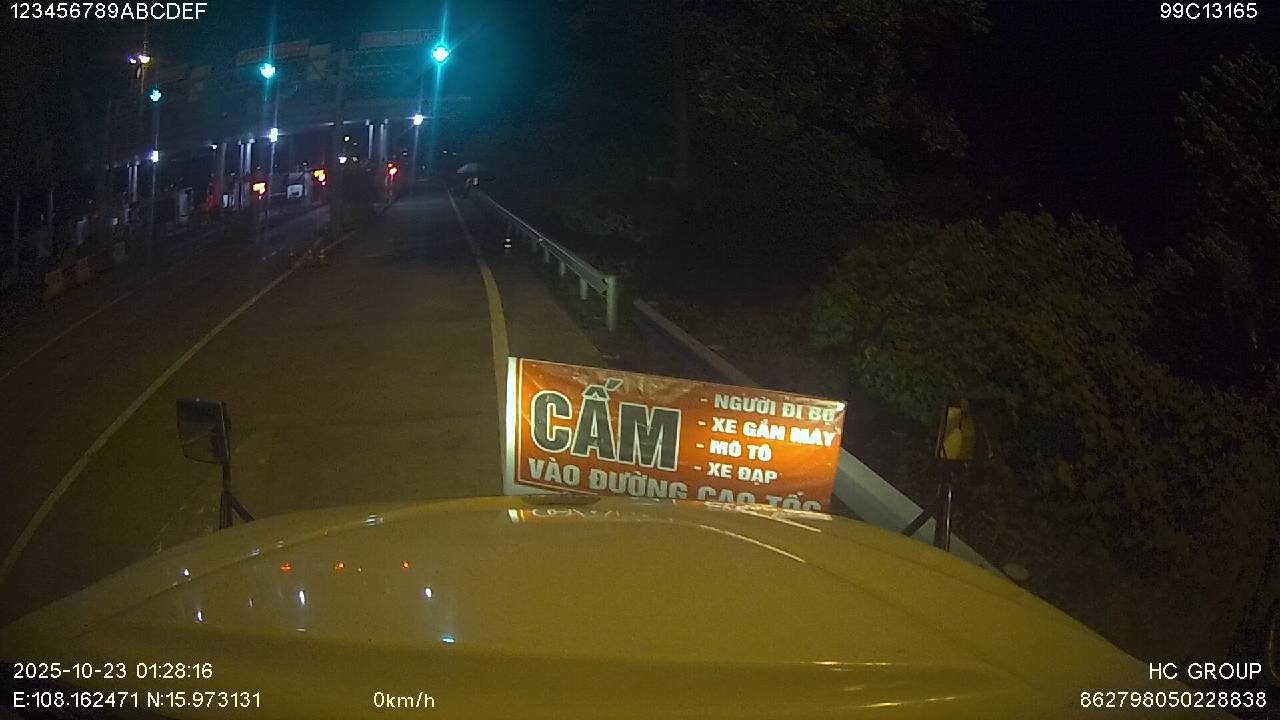 123456789ABCDEF
99C13165
CẤM
- NGƯỜI ĐI BỘ
- XE GẮN MÁY
- MÔ TÔ
- XE ĐẠP
VÀO ĐƯỜNG CAO TỐC
2025-10-23 01:28:16
HC GROUP
E:108.162471 N:15.973131
0km/h
862798050228838